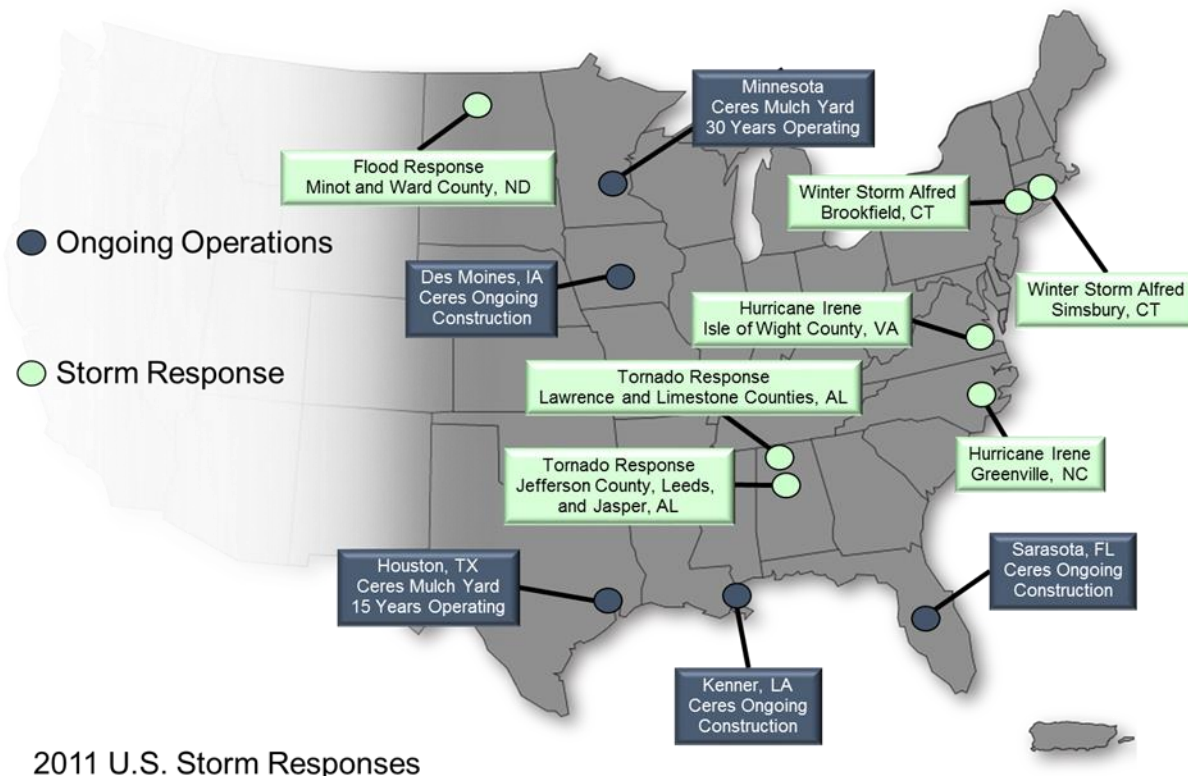 Minnesota
Ceres Mulch Yard
30 Years Operating
Flood Response
Minot and Ward County, ND
Winter Storm Alfred
Brookfield, CT
Ongoing Operations
Des Moines, IA
Ceres Ongoing
Construction
Winter Storm Alfred
Simsbury, CT
Hurricane Irene
Isle of Wight County, VA
Storm Response
Tornado Response
Lawrence and Limestone Counties, AL
Hurricane Irene
Greenville, NC
Tornado Response
Jefferson County, Leeds,
and Jasper, AL
Houston, TX
Ceres Mulch Yard
15 Years Operating
Sarasota, FL
Ceres Ongoing
Construction
Kenner, LA
Ceres Ongoing
Construction
2011 U.S. Storm Responses